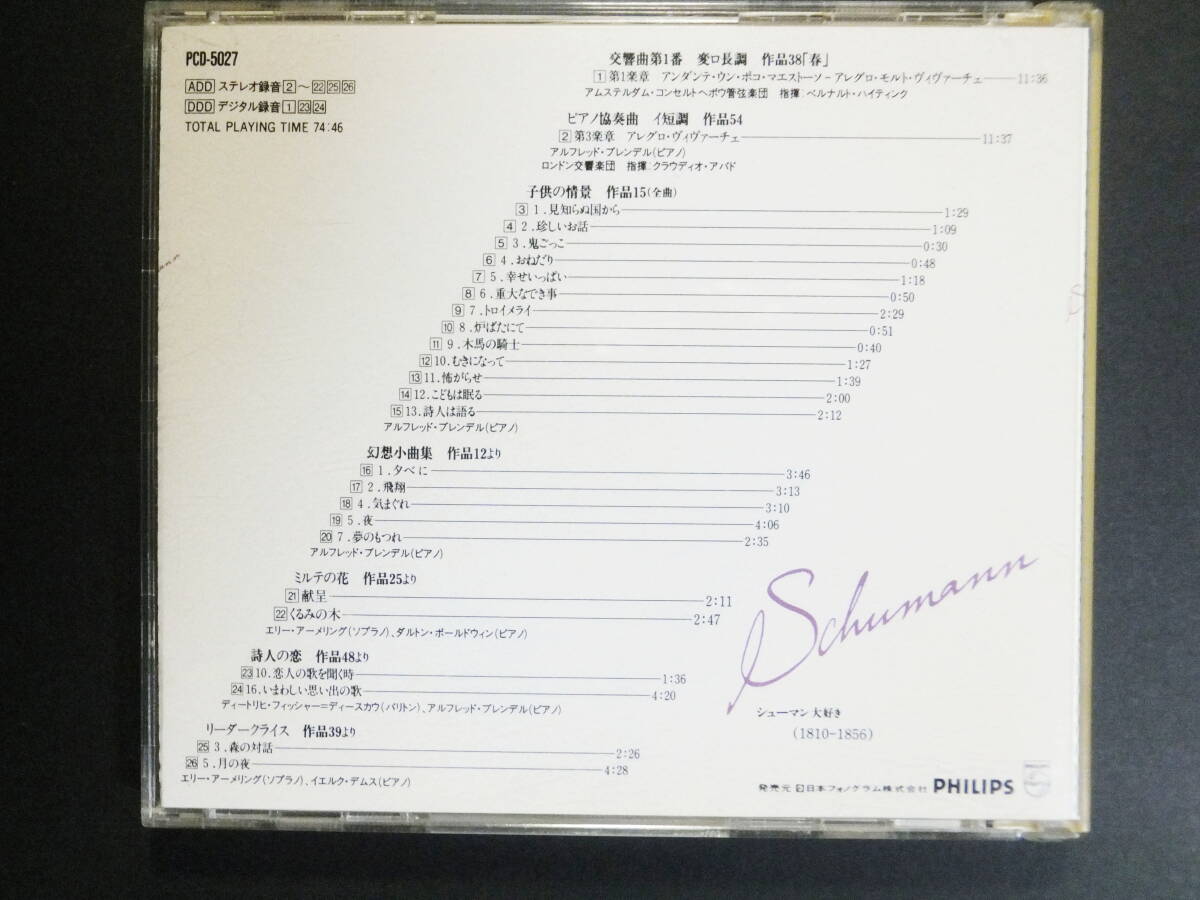 PCD-5027
ADD ステレオ録音 2 ～ 22 25 26
DDD デジタル録音 1 23 24
TOTAL PLAYING TIME 74:46
交響曲第1番 変ロ長調 作品38「春」
1 第1楽章 アンダンテ・ウン・ポコ・マエストーソ－アレグロ・モルト・ヴィヴァーチェ 11:36
アムステルダム・コンセルトヘボウ管弦楽団 指揮:ベルナルト・ハイティンク
ピアノ協奏曲 イ短調 作品54
2 第3楽章 アレグロ・ヴィヴァーチェ 11:37
アルフレッド・ブレンデル(ピアノ)
ロンドン交響楽団 指揮:クラウディオ・アバド
子供の情景 作品15(全曲)
3 1.見知らぬ国から 1:29
4 2.珍しいお話 1:09
5 3.鬼ごっこ 0:30
6 4.おねだり 0:48
7 5.幸せいっぱい 1:18
8 6.重大なでき事 0:50
9 7.トロイメライ 2:29
10 8.炉ばたにて 0:51
11 9.木馬の騎士 0:40
12 10.むきになって 1:27
13 11.怖がらせ 1:39
14 12.こどもは眠る 2:00
15 13.詩人は語る 2:12
アルフレッド・ブレンデル(ピアノ)
幻想小曲集 作品12より
16 1.夕べに 3:46
17 2.飛翔 3:13
18 4.気まぐれ 3:10
19 5.夜 4:06
20 7.夢のもつれ 2:35
アルフレッド・ブレンデル(ピアノ)
ミルテの花 作品25より
21 献呈 2:11
22 くるみの木 2:47
エリー・アーメリング(ソプラノ)、ダルトン・ボールドウィン(ピアノ)
詩人の恋 作品48より
23 10.恋人の歌を聞く時 1:36
24 16.いまわしい思い出の歌 4:20
ディートリヒ・フィッシャー=ディースカウ(バリトン)、アルフレッド・ブレンデル(ピアノ)
リーダークライス 作品39より
25 3.森の対話 2:26
26 5.月の夜 4:28
エリー・アーメリング(ソプラノ)、イエルク・デムス(ピアノ)
Schumann
シューマン大好き
(1810-1856)
発売元 日本フォノグラム株式会社 PHILIPS